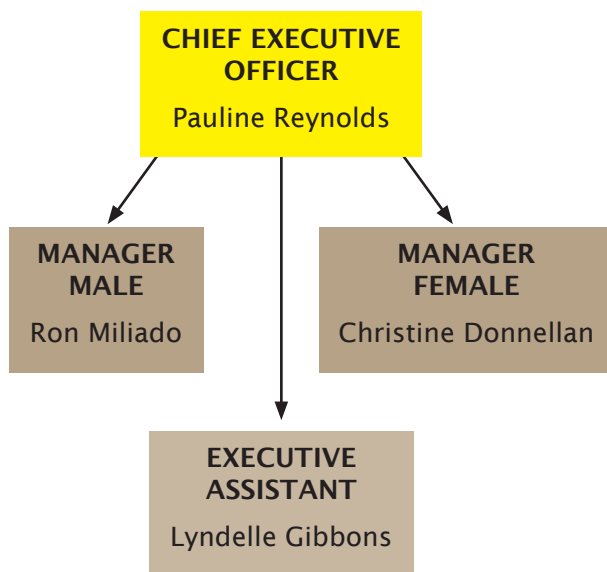 CHIEF EXECUTIVE
OFFICER
Pauline Reynolds
MANAGER
MALE
Ron Miliado
MANAGER
FEMALE
Christine Donnellan
EXECUTIVE
ASSISTANT
Lyndelle Gibbons